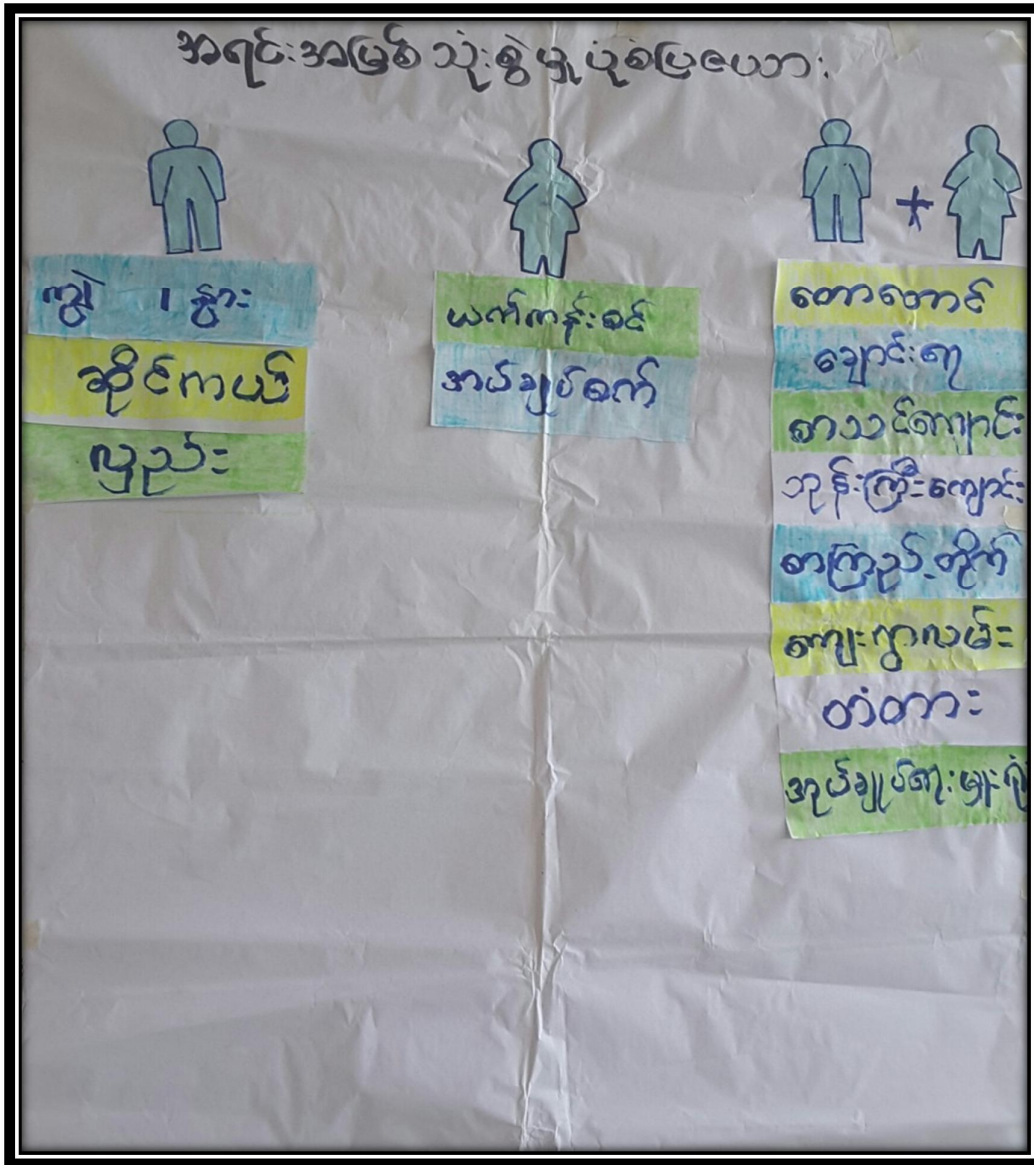 အရင်းအမြစ် သုံးစွဲမှု ပုံစံပြဇယား
ကျွဲ ၊ နွား
ဆိုင်ကယ်
လှည်း
ယက်ကန်းစင်
အပ်ချုပ်စက်
+
တောတောင်
ချောင်းရေ
စာသင်ကျောင်း
ဘုန်းကြီးကျောင်း
စာကြည့်တိုက်
ကျေးရွာလမ်း
တံတား
အုပ်ချုပ်ရေးမှူးရုံး